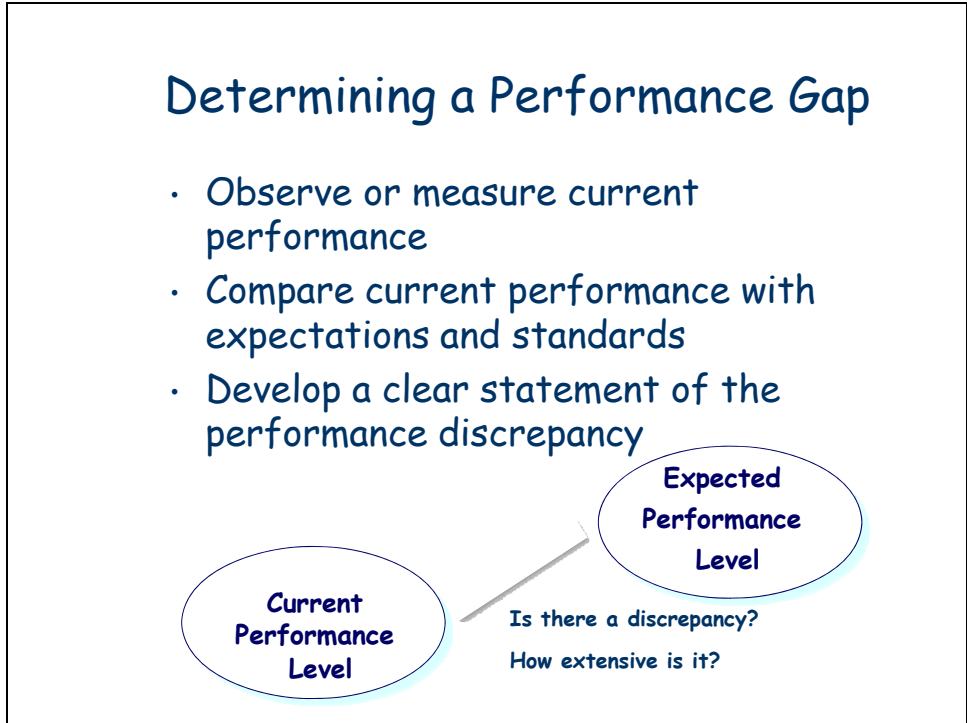 Determining a Performance Gap
• Observe or measure current
performance
• Compare current performance with
expectations and standards
• Develop a clear statement of the
performance discrepancy
Expected
Performance
Level
Current
Performance
Level
Is there a discrepancy?
How extensive is it?